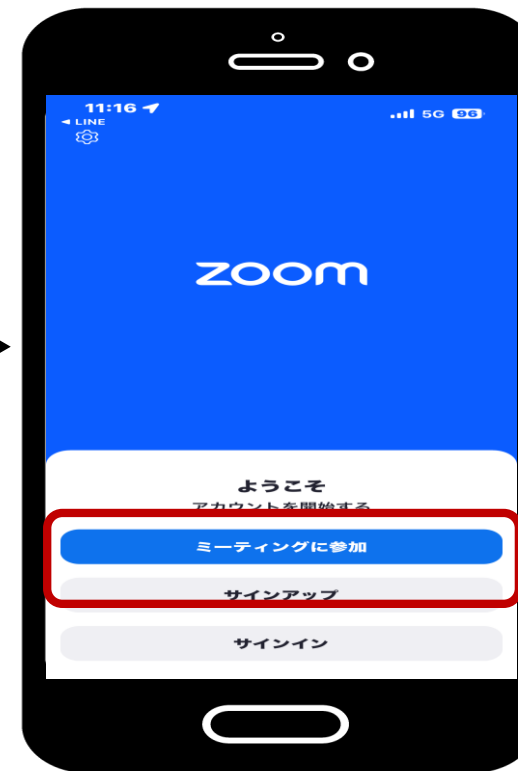 11:16
5G 96
◀ LINE
zoom
ようこそ
アカウントを開始する
ミーティングに参加
サインアップ
サインイン